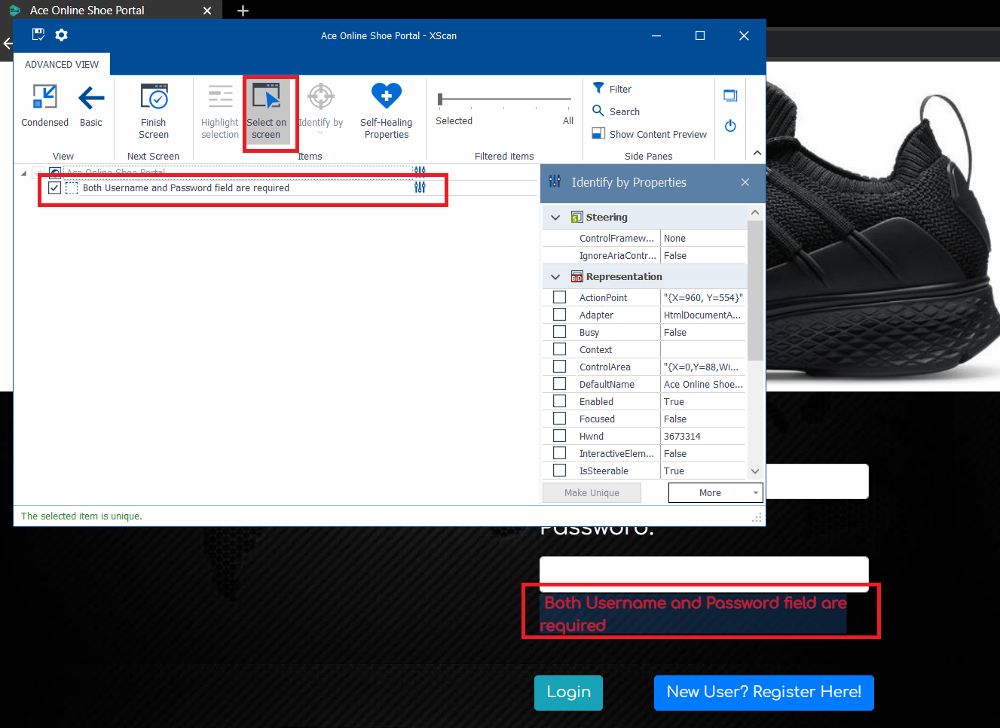 Ace Online Shoe Portal
Ace Online Shoe Portal - XScan
ADVANCED VIEW
Condensed
Basic
View
Finish
Screen
Next Screen
Highlight
selection
Select on
screen
Identify by
Self-Healing
Properties
Items
Selected
All
Filtered items
Filter
Search
Show Content Preview
Side Panes
Ace Online Shoe Portal
Both Username and Password field are required
Identify by Properties
Steering
ControlFramew... None
IgnoreAriaContr... False
BiD Representation
ActionPoint "{X=960, Y=554}"
Adapter HtmlDocumentA...
Busy False
Context
ControlArea "{X=0,Y=88,Wi...
DefaultName Ace Online Shoe...
Enabled True
Focused False
Hwnd 3673314
InteractiveElem... False
IsSteerable True
Make Unique
More
The selected item is unique.
Password:
Both Username and Password field are
required
Login
New User? Register Here!